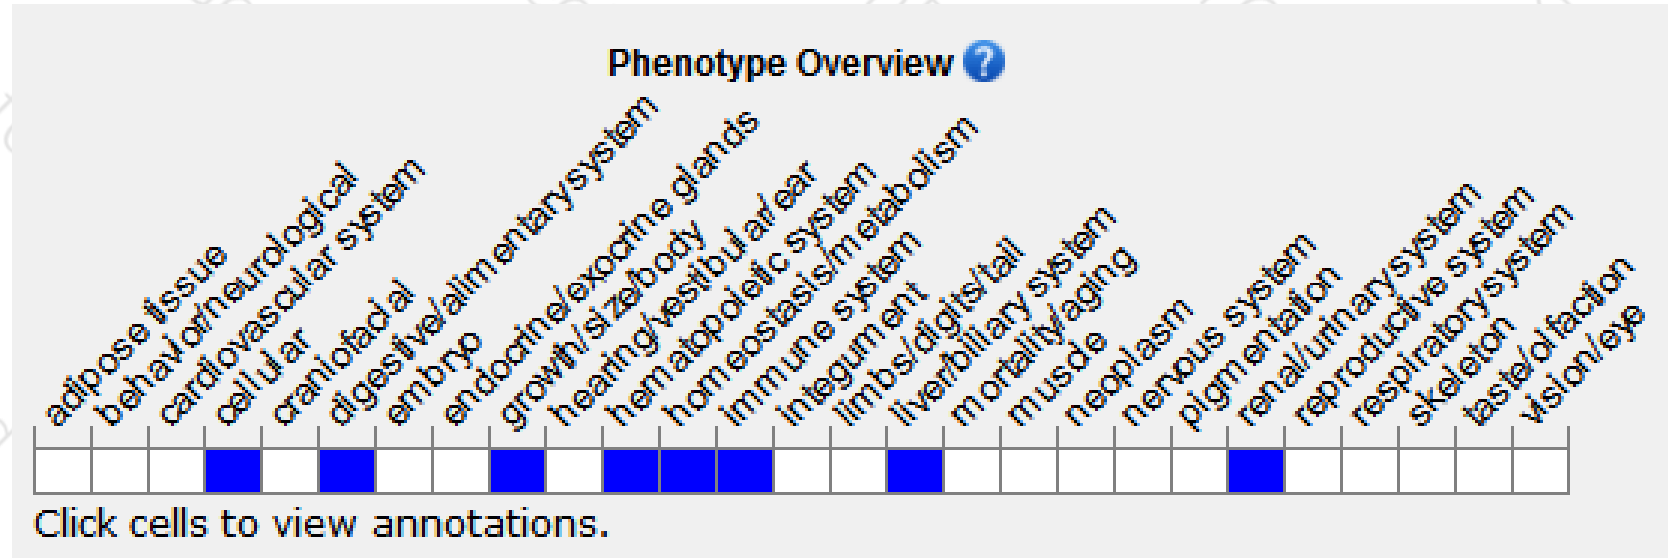 Phenotype Overview ?
adipose tissue
behavior/neurological
cardiovascular system
cellular
craniofacial
digestive/alimentary system
embryo
endocrine/exocrine glands
growth/size/body
hearing/vestibular/ear
hematopoietic system
homeostasis/metabolism
immune system
integument
limbs/digits/tail
liver/biliary system
mortality/aging
muscle
neoplasm
nervous system
pigmentation
renal/urinary system
reproductive system
respiratory system
skeleton
taste/olfaction
vision/eye
Click cells to view annotations.